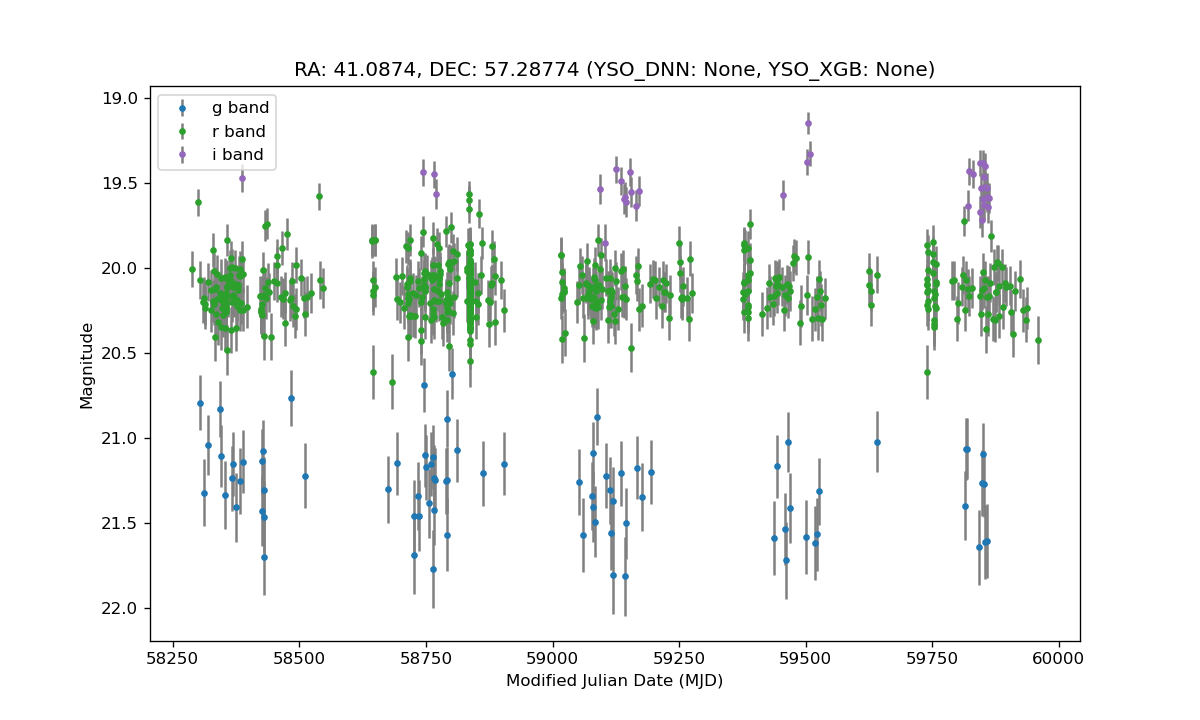 RA: 41.0874, DEC: 57.28774 (YSO_DNN: None, YSO_XGB: None)
g band
r band
i band
19.0
19.5
20.0
20.5
21.0
21.5
22.0
Magnitude
58250 58500 58750 59000 59250 59500 59750 60000
Modified Julian Date (MJD)